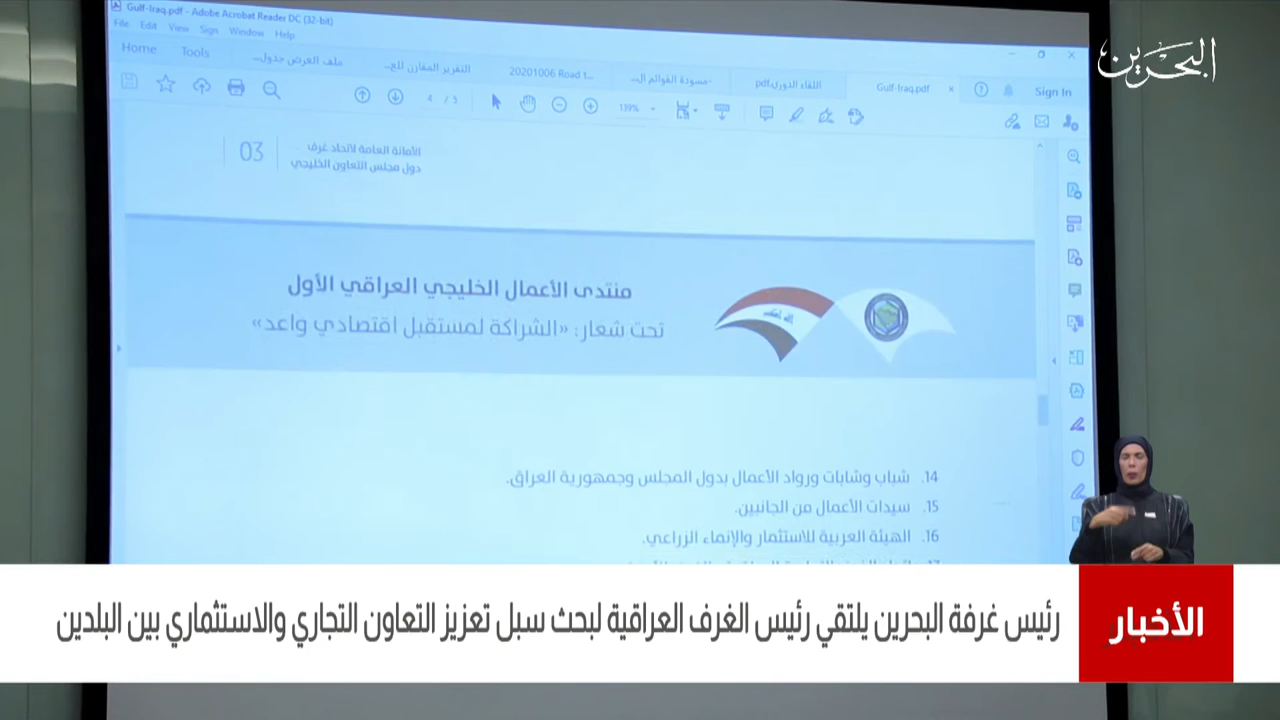 Gulf-Iraq.pdf - Adobe Acrobat Reader DC (32-bit)
File Edit View Sign Window Help
Home Tools
ملف العرض جدول...
التقرير المقارن للع...
20201006 Road t...
مسودة القوائم ال...
اللقاء الدوري.pdf
Gulf-Iraq.pdf
Sign In
4 / 5
139%
البحرين
03
الأمانة العامة لاتحاد غرف
دول مجلس التعاون الخليجي
منتدى الأعمال الخليجي العراقي الأول
تحت شعار: «الشراكة لمستقبل اقتصادي واعد»
الله اكبر
14. شباب وشابات ورواد الأعمال بدول المجلس وجمهورية العراق.
15. سيدات الأعمال من الجانبين.
16. الهيئة العربية للاستثمار والإنماء الزراعي.
رئيس غرفة البحرين يلتقي رئيس الغرف العراقية لبحث سبل تعزيز التعاون التجاري والاستثماري بين البلدين
الأخبار